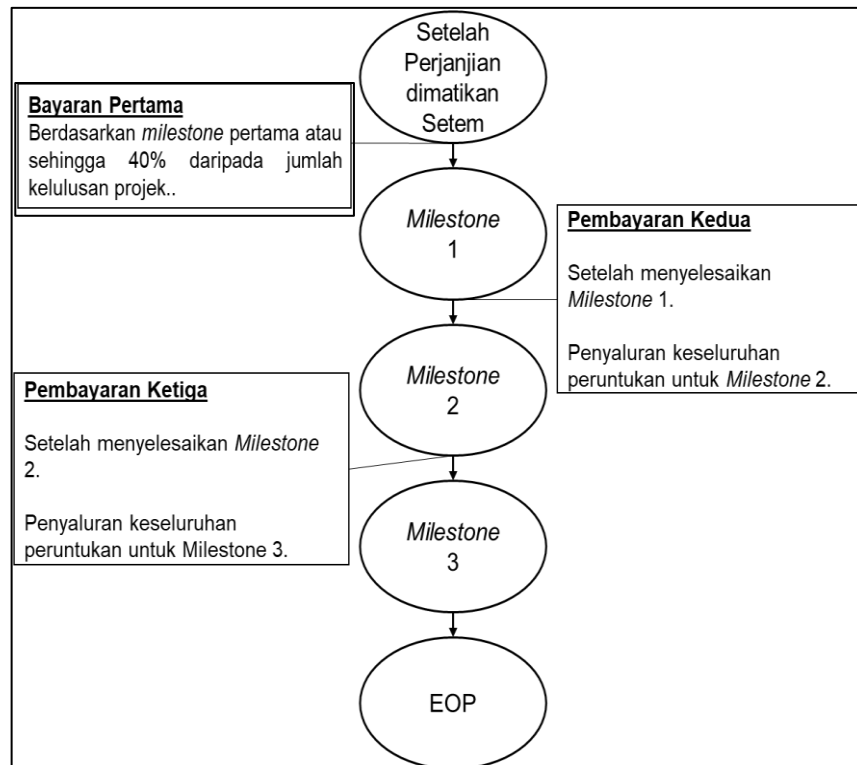 Setelah
Perjanjian
dimatikan
Setem
Bayaran Pertama
Berdasarkan milestone pertama atau
sehingga 40% daripada jumlah
kelulusan projek..
Milestone
1
Pembayaran Kedua
Setelah menyelesaikan
Milestone 1.
Penyaluran keseluruhan
peruntukan untuk Milestone 2.
Milestone
2
Pembayaran Ketiga
Setelah menyelesaikan Milestone
2.
Penyaluran keseluruhan
peruntukan untuk Milestone 3.
Milestone
3
EOP